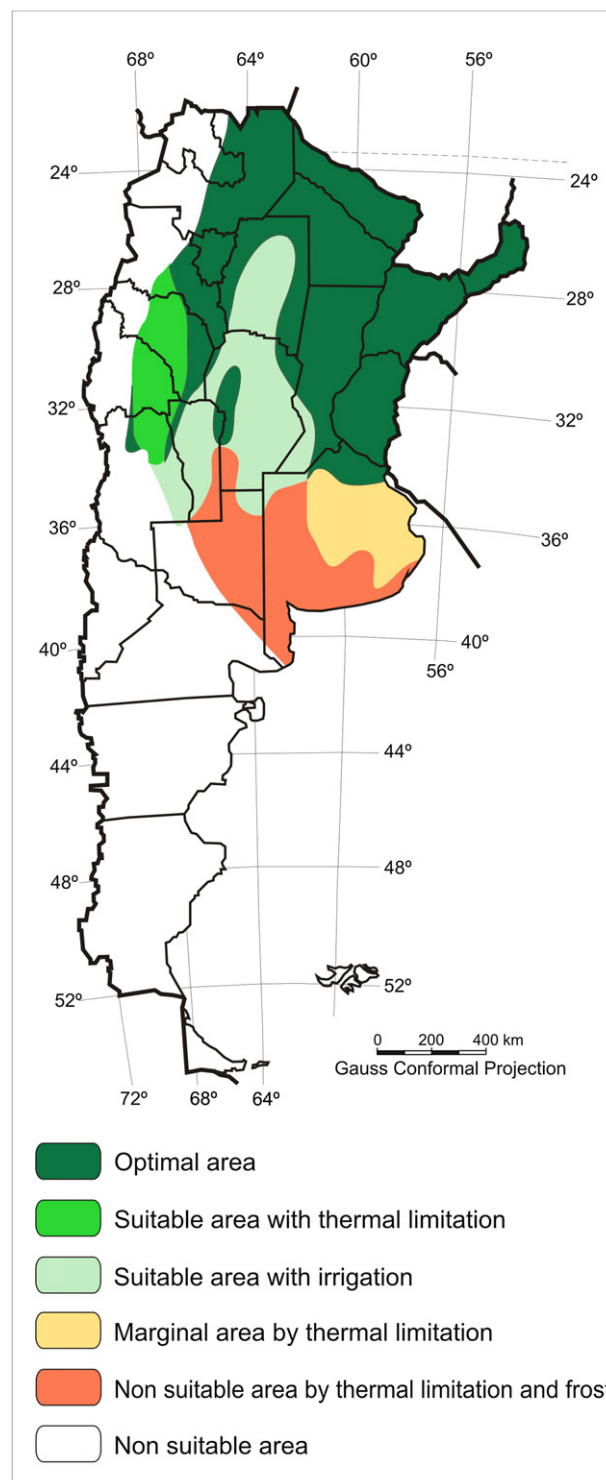 68º 64º 60º 56º
24º 24º
28º 28º
32º 32º
36º 36º
40º 40º
56º
44º 44º
48º 48º
52º 52º
0 200 400 km
Gauss Conformal Projection
72º 68º 64º
Optimal area
Suitable area with thermal limitation
Suitable area with irrigation
Marginal area by thermal limitation
Non suitable area by thermal limitation and frost
Non suitable area